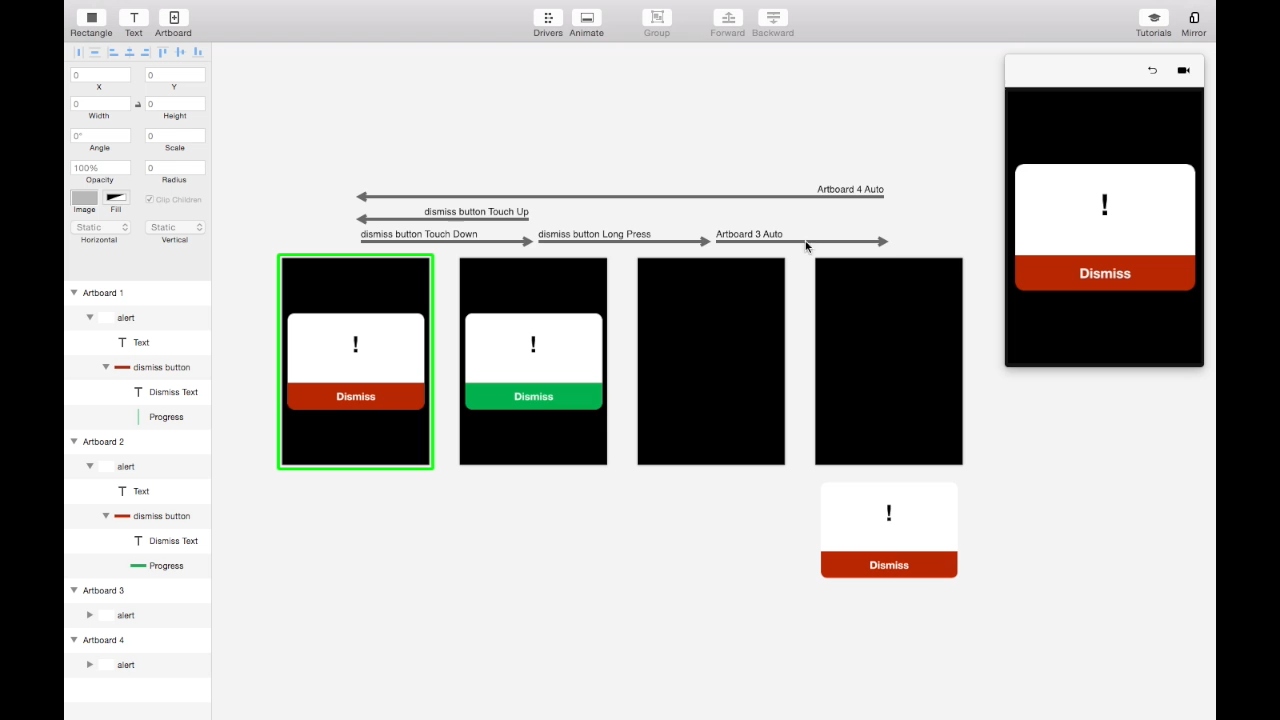 Rectangle Text Artboard Drivers Animate Group Forward Backward Tutorials Mirror
0 0
X Y
0 0
Width Height
0° 0
Angle Scale
100% 0
Opacity Radius
Clip Children
Image Fill
Static Static
Horizontal Vertical
Artboard 1
alert
T Text
dismiss button
T Dismiss Text
Progress
Artboard 2
alert
T Text
dismiss button
T Dismiss Text
Progress
Artboard 3
alert
Artboard 4
alert
Artboard 4 Auto
dismiss button Touch Up
dismiss button Touch Down dismiss button Long Press Artboard 3 Auto
! !
Dismiss Dismiss
!
Dismiss
!
Dismiss